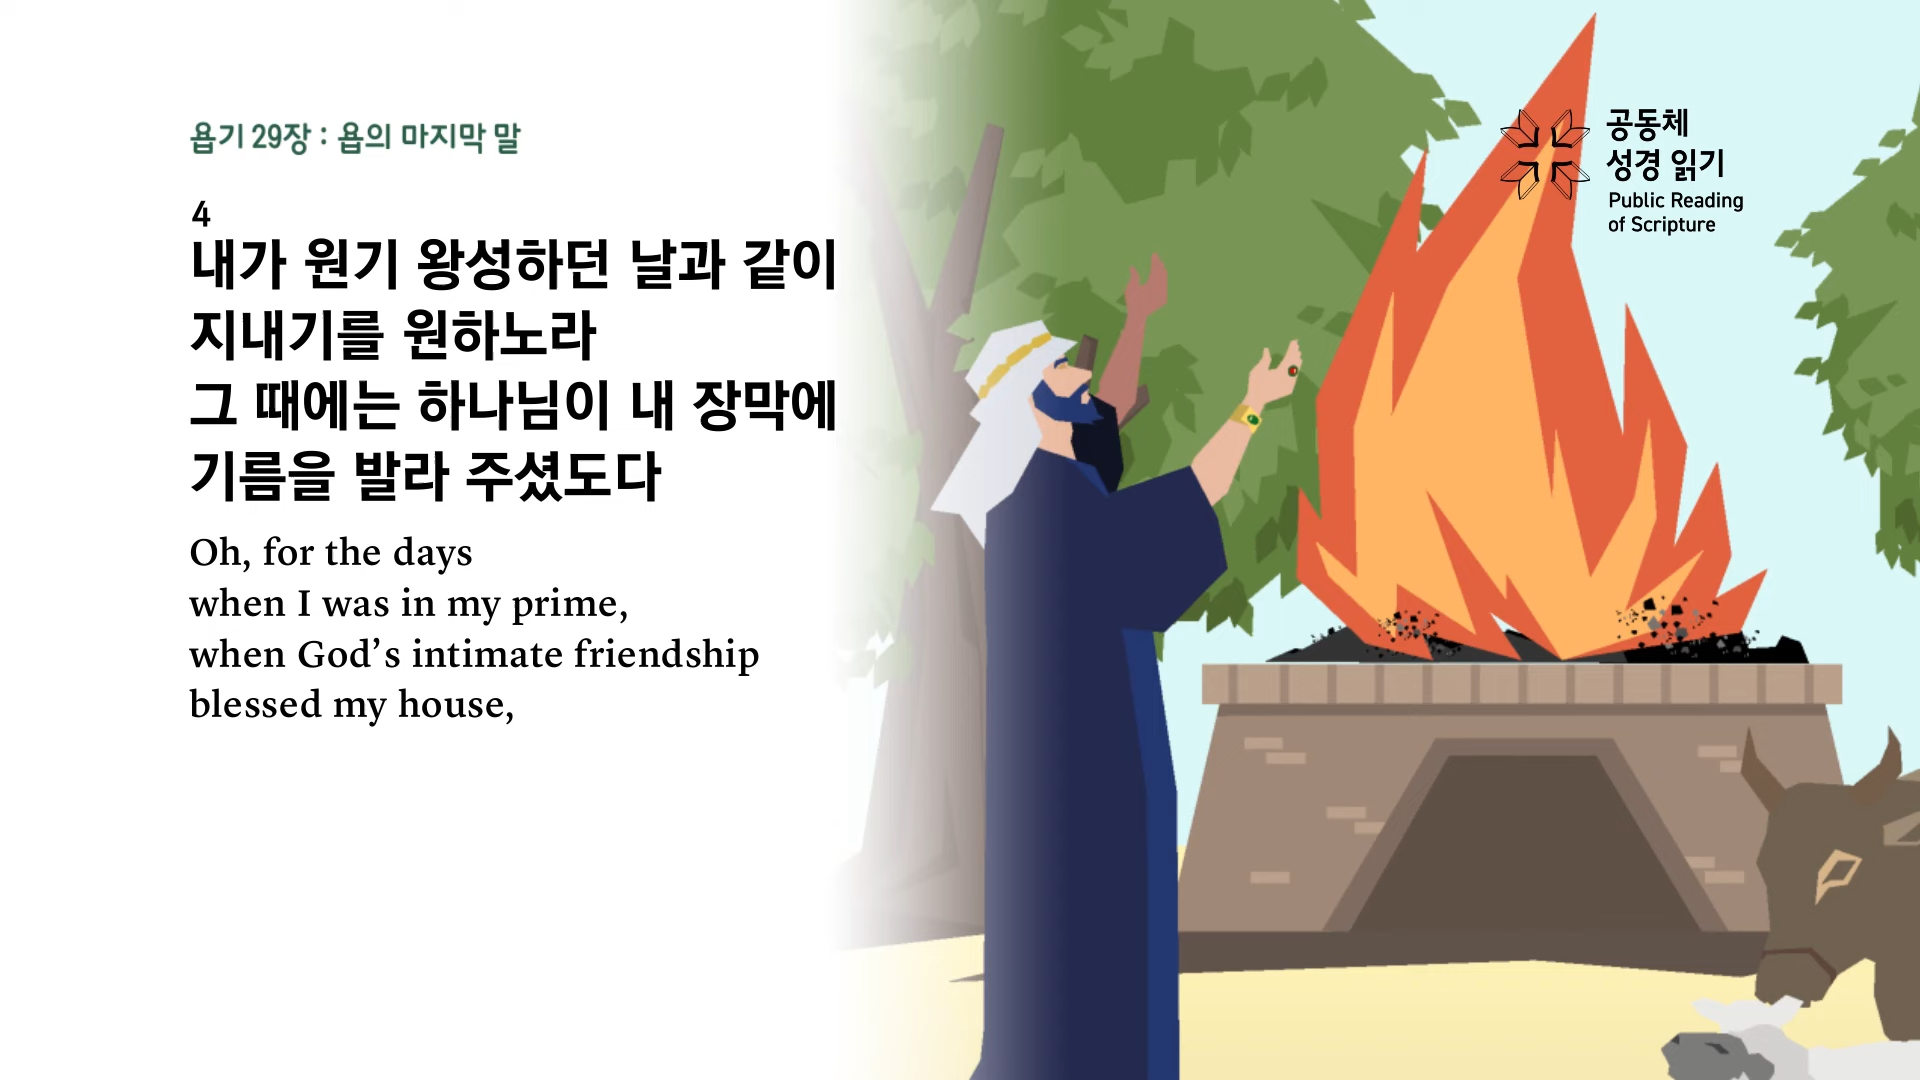 욥기 29장 : 욥의 마지막 말
4
내가 원기 왕성하던 날과 같이
지내기를 원하노라
그 때에는 하나님이 내 장막에
기름을 발라 주셨도다
Oh, for the days
when I was in my prime,
when God’s intimate friendship
blessed my house,
공동체
성경 읽기
Public Reading
of Scripture